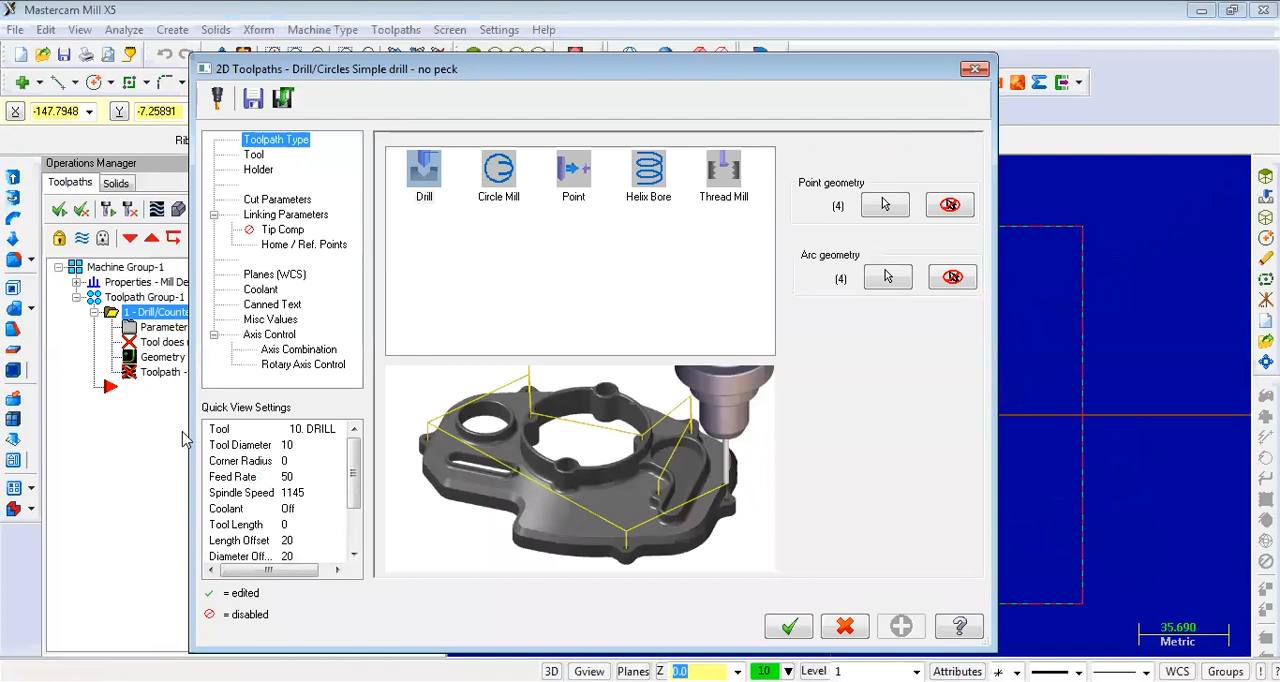 Mastercam Mill X5
File Edit View Analyze Create Solids Xform Machine Type Toolpaths Screen Settings Help
2D Toolpaths - Drill/Circles Simple drill - no peck
X -147.7948 Y -7.25891
Rib
Operations Manager
Toolpaths Solids
Machine Group-1
Properties - Mill De
Toolpath Group-1
1 - Drill/Counte
Parameter
Tool does
Geometry
Toolpath -
Toolpath Type
Tool
Holder
Cut Parameters
Linking Parameters
Tip Comp
Home / Ref. Points
Planes (WCS)
Coolant
Canned Text
Misc Values
Axis Control
Axis Combination
Rotary Axis Control
Quick View Settings
Tool 10. DRILL
Tool Diameter 10
Corner Radius 0
Feed Rate 50
Spindle Speed 1145
Coolant Off
Tool Length 0
Length Offset 20
Diameter Off... 20
= edited
= disabled
Drill Circle Mill Point Helix Bore Thread Mill
Point geometry
(4)
Arc geometry
(4)
35.690
Metric
3D Gview Planes Z 0.0 10 Level 1 Attributes WCS Groups